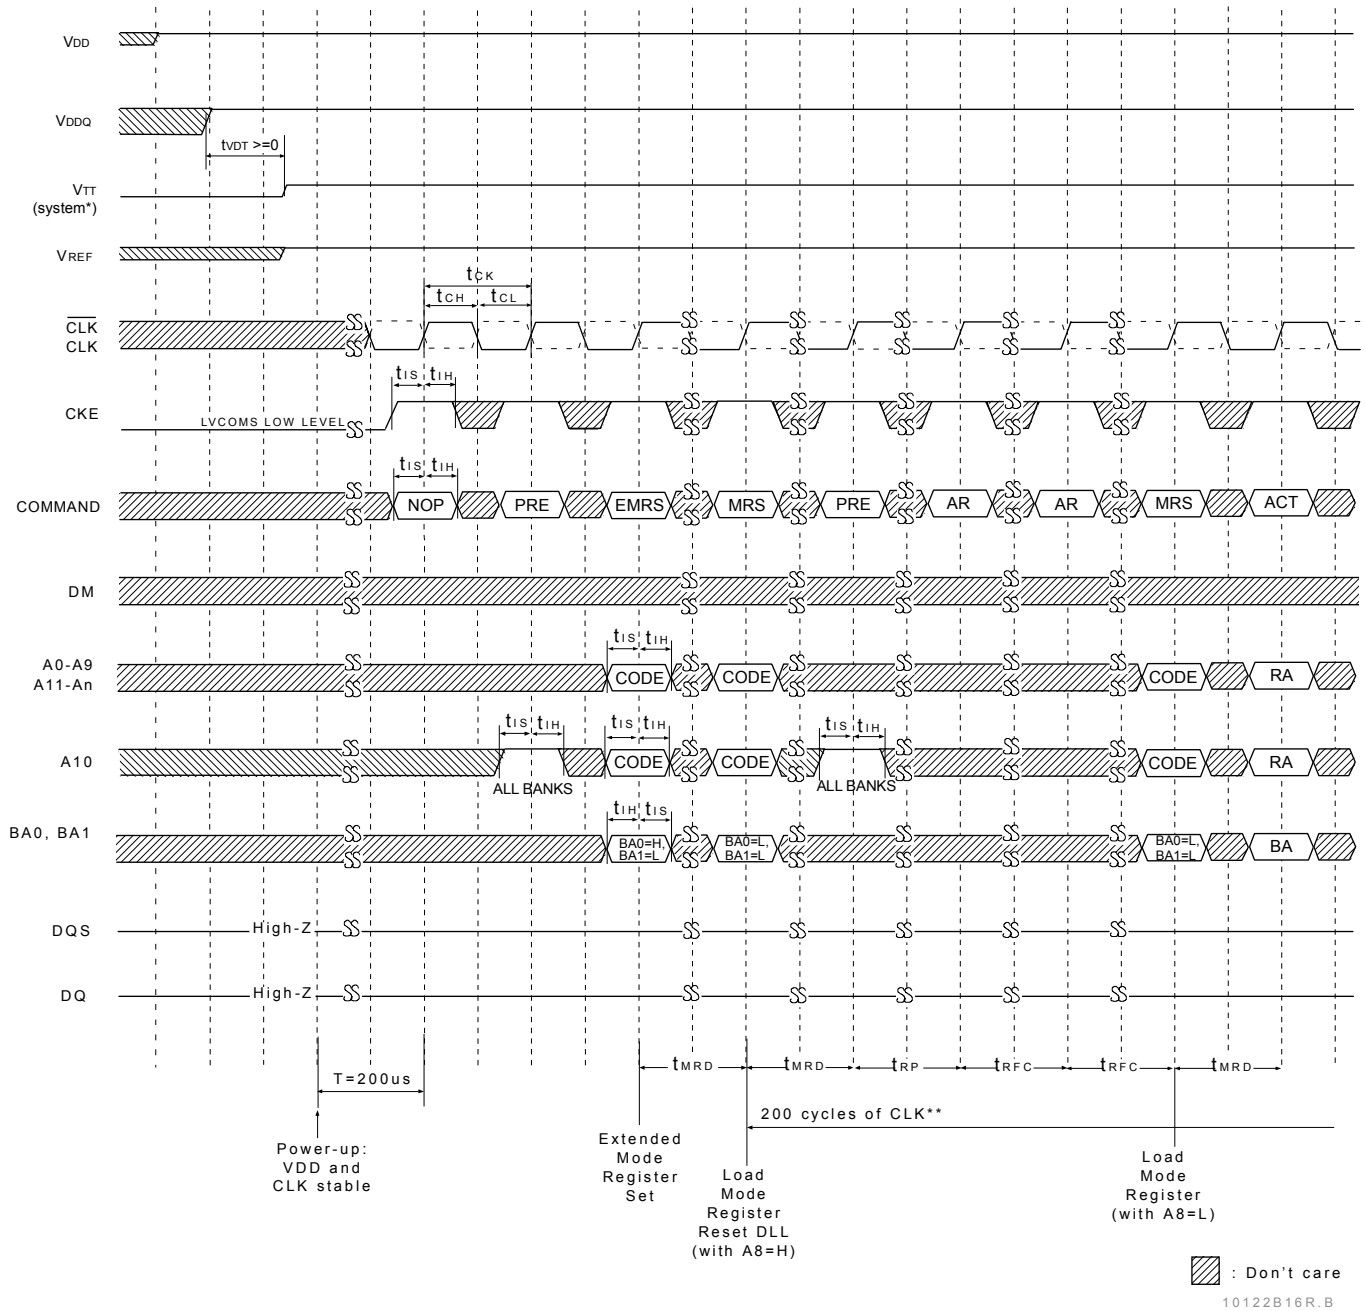 VDD
VDDQ
tVDT >=0
VTT
(system*)
VREF
tCK
tCH tCL
CLK
CLK
tIS tIH
CKE
LVCOMS LOW LEVEL
tIS tIH
COMMAND NOP PRE EMRS MRS PRE AR AR MRS ACT
DM
tIS tIH
A0-A9
A11-An
CODE CODE CODE RA
tIS tIH tIS tIH tIS tIH
A10 CODE CODE CODE RA
ALL BANKS ALL BANKS
tIH tIS
BA0, BA1
BA0=H, BA0=L, BA0=L,
BA1=L BA1=L BA1=L
BA
DQS High-Z
DQ High-Z
tMRD tMRD tRP tRFC tRFC tMRD
T=200us
200 cycles of CLK**
Power-up:
VDD and
CLK stable
Extended
Mode
Register
Set
Load
Mode
Register
Reset DLL
(with A8=H)
Load
Mode
Register
(with A8=L)
: Don't care
10122B16R.B